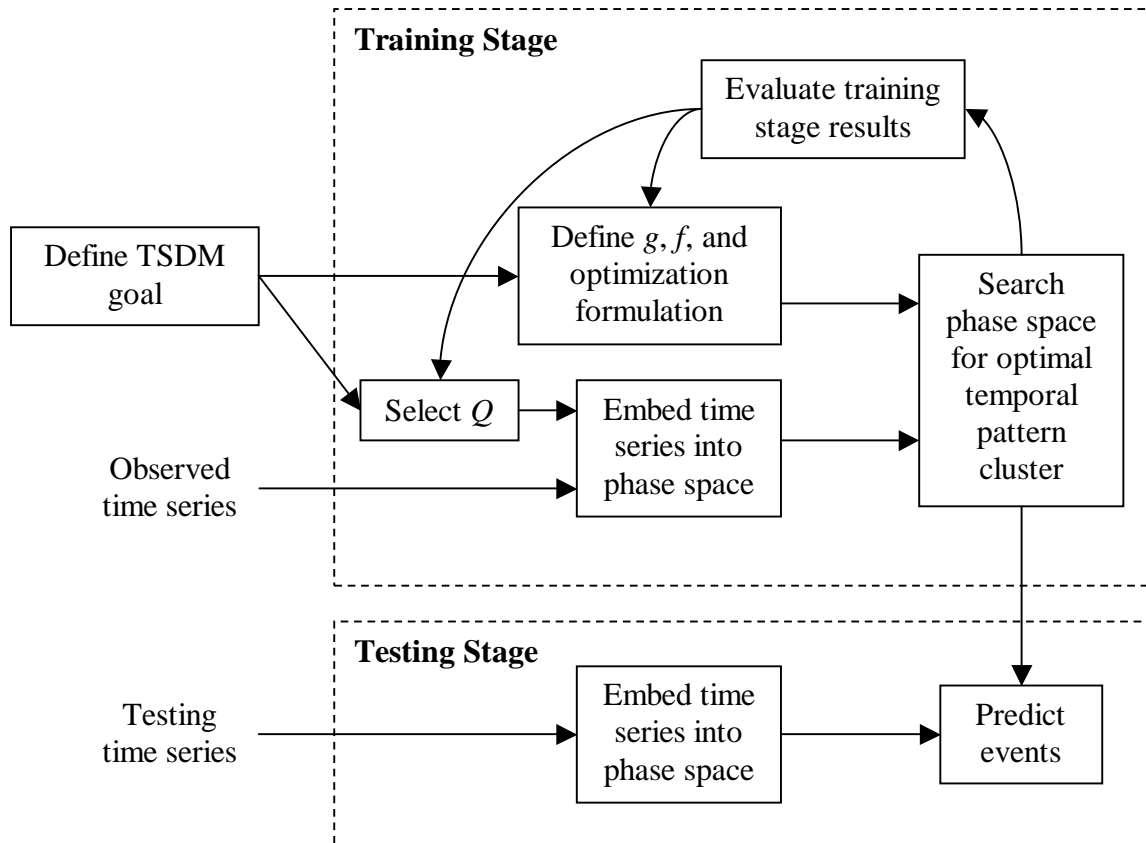 Training Stage
Evaluate training
stage results
Define g, f, and
optimization
formulation
Define TSDM
goal
Search
phase space
for optimal
temporal
pattern
cluster
Select Q
Embed time
series into
phase space
Observed
time series
Testing Stage
Embed time
series into
phase space
Predict
events
Testing
time series